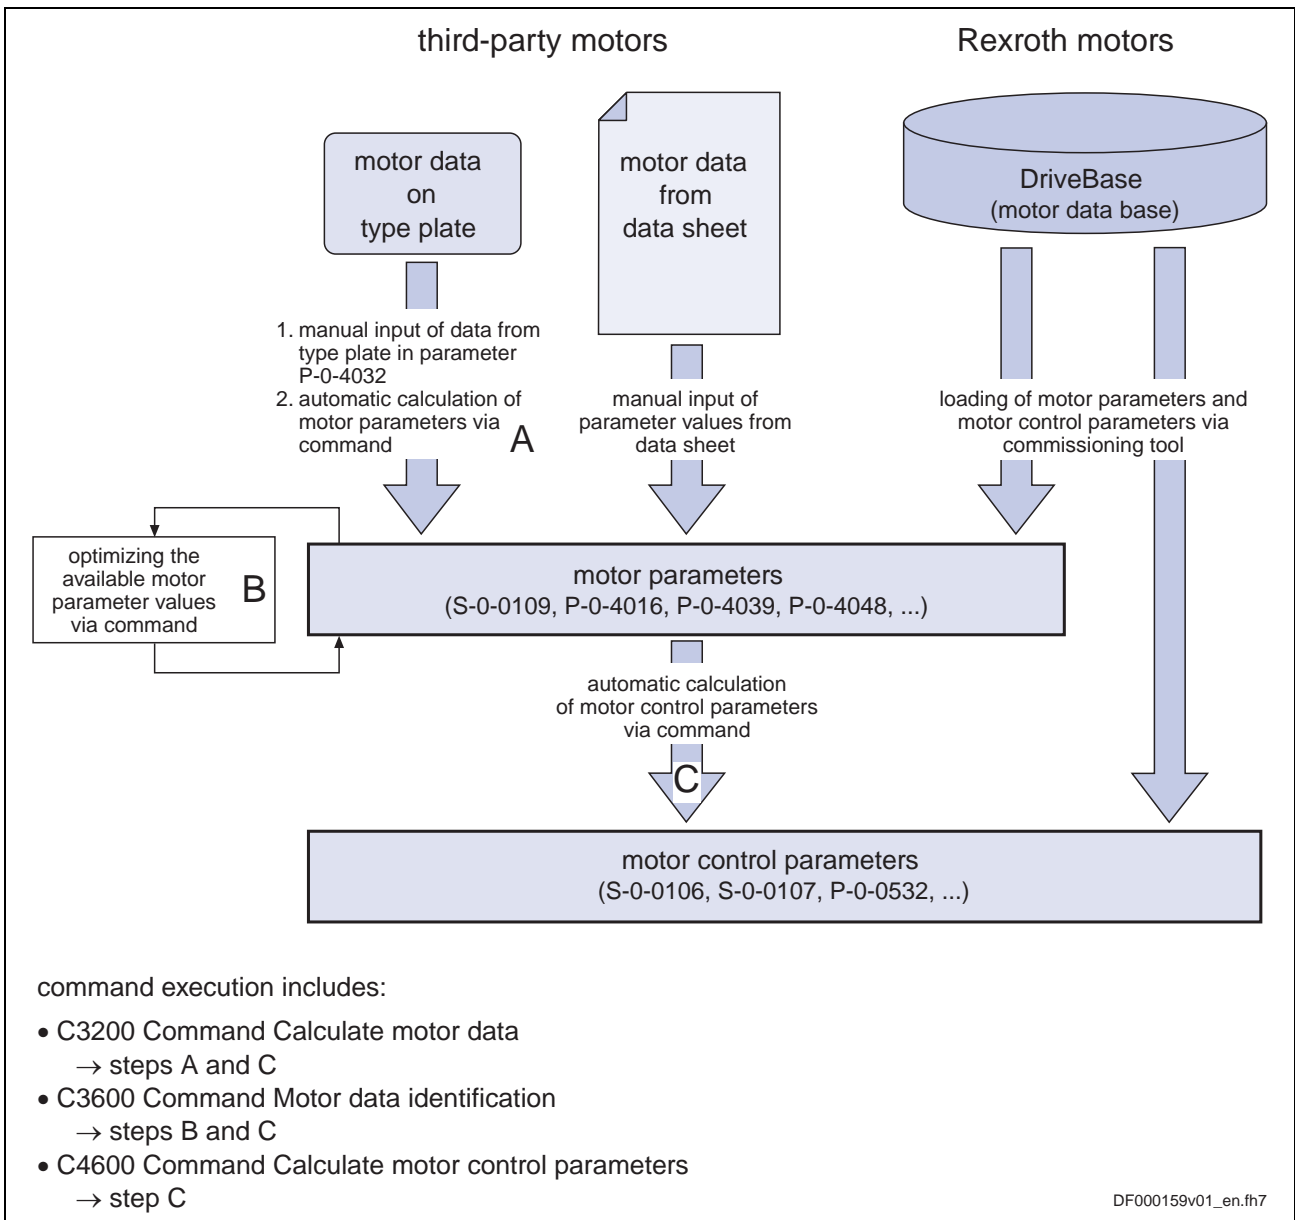 third-party motors
Rexroth motors
motor data
on
type plate
motor data
from
data sheet
DriveBase
(motor data base)
1. manual input of data from
type plate in parameter
P-0-4032
2. automatic calculation of
motor parameters via
command
A
manual input of
parameter values from
data sheet
loading of motor parameters and
motor control parameters via
commissioning tool
optimizing the
available motor
parameter values
via command
B
motor parameters
(S-0-0109, P-0-4016, P-0-4039, P-0-4048, ...)
automatic calculation
of motor control parameters
via command
C
motor control parameters
(S-0-0106, S-0-0107, P-0-0532, ...)
command execution includes:
• C3200 Command Calculate motor data
→ steps A and C
• C3600 Command Motor data identification
→ steps B and C
• C4600 Command Calculate motor control parameters
→ step C
DF000159v01_en.fh7